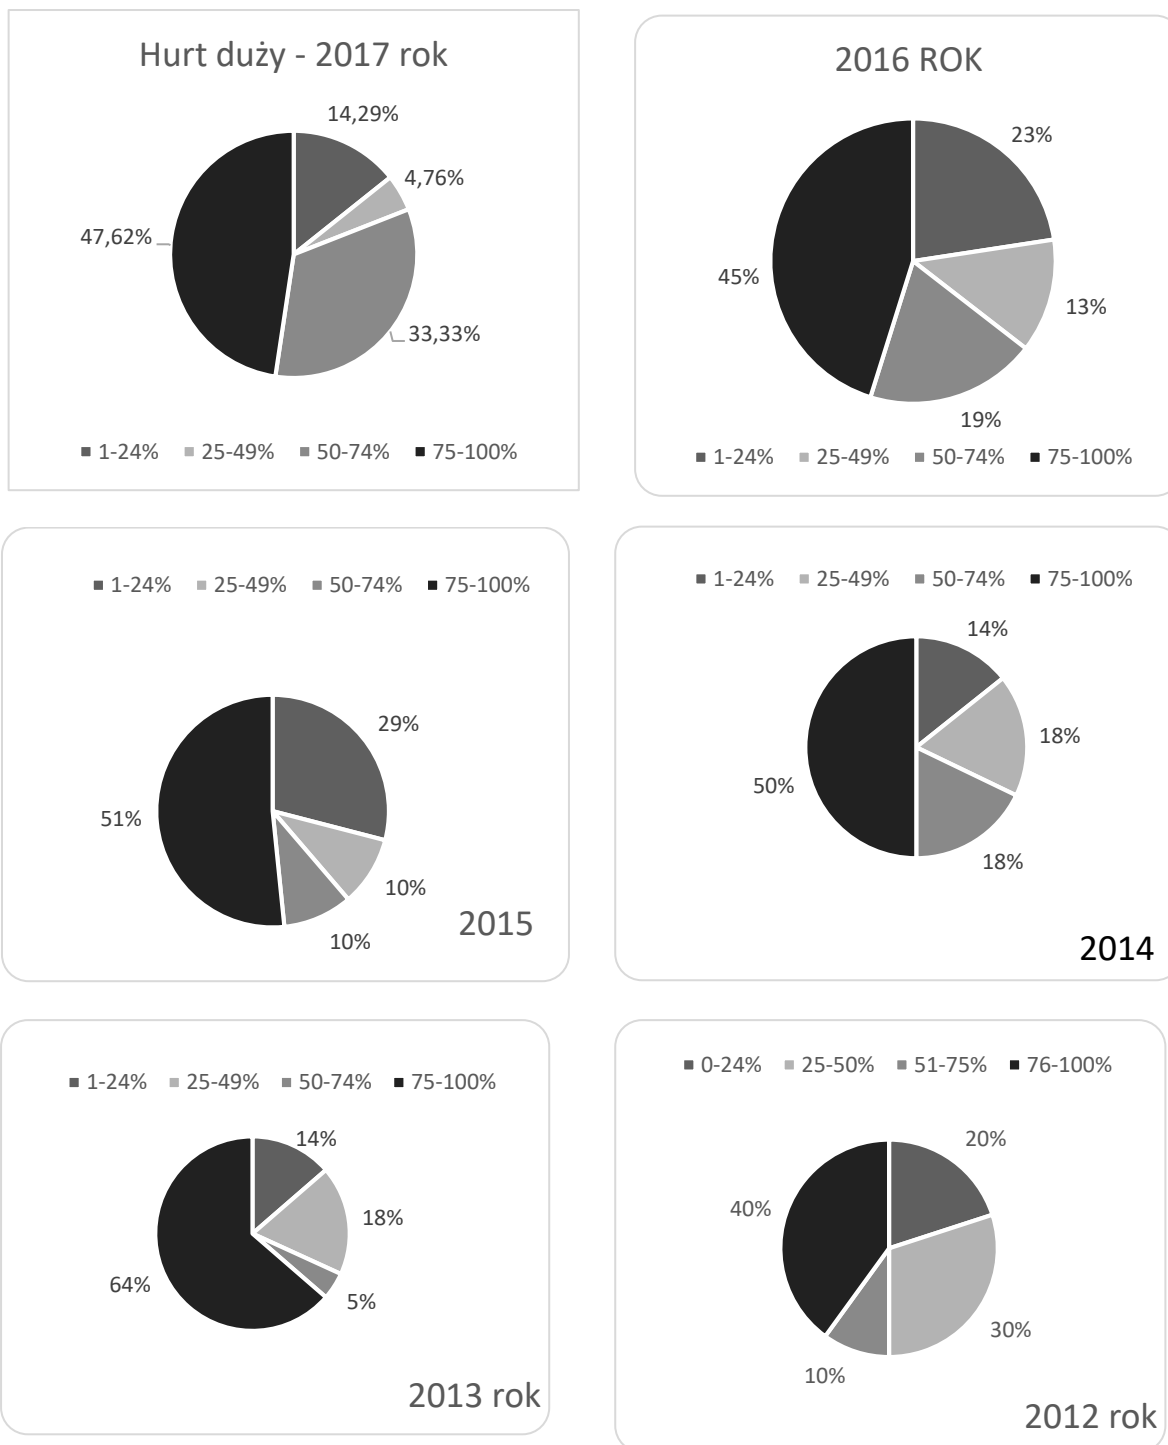 Hurt duży - 2017 rok
14,29%
4,76%
47,62%
33,33%
1-24% 25-49% 50-74% 75-100%
2016 ROK
23%
45%
13%
19%
1-24% 25-49% 50-74% 75-100%
1-24% 25-49% 50-74% 75-100%
29%
51%
10%
10%
2015
1-24% 25-49% 50-74% 75-100%
14%
18%
50%
18%
2014
1-24% 25-49% 50-74% 75-100%
14%
18%
64%
5%
2013 rok
0-24% 25-50% 51-75% 76-100%
20%
40%
30%
10%
2012 rok